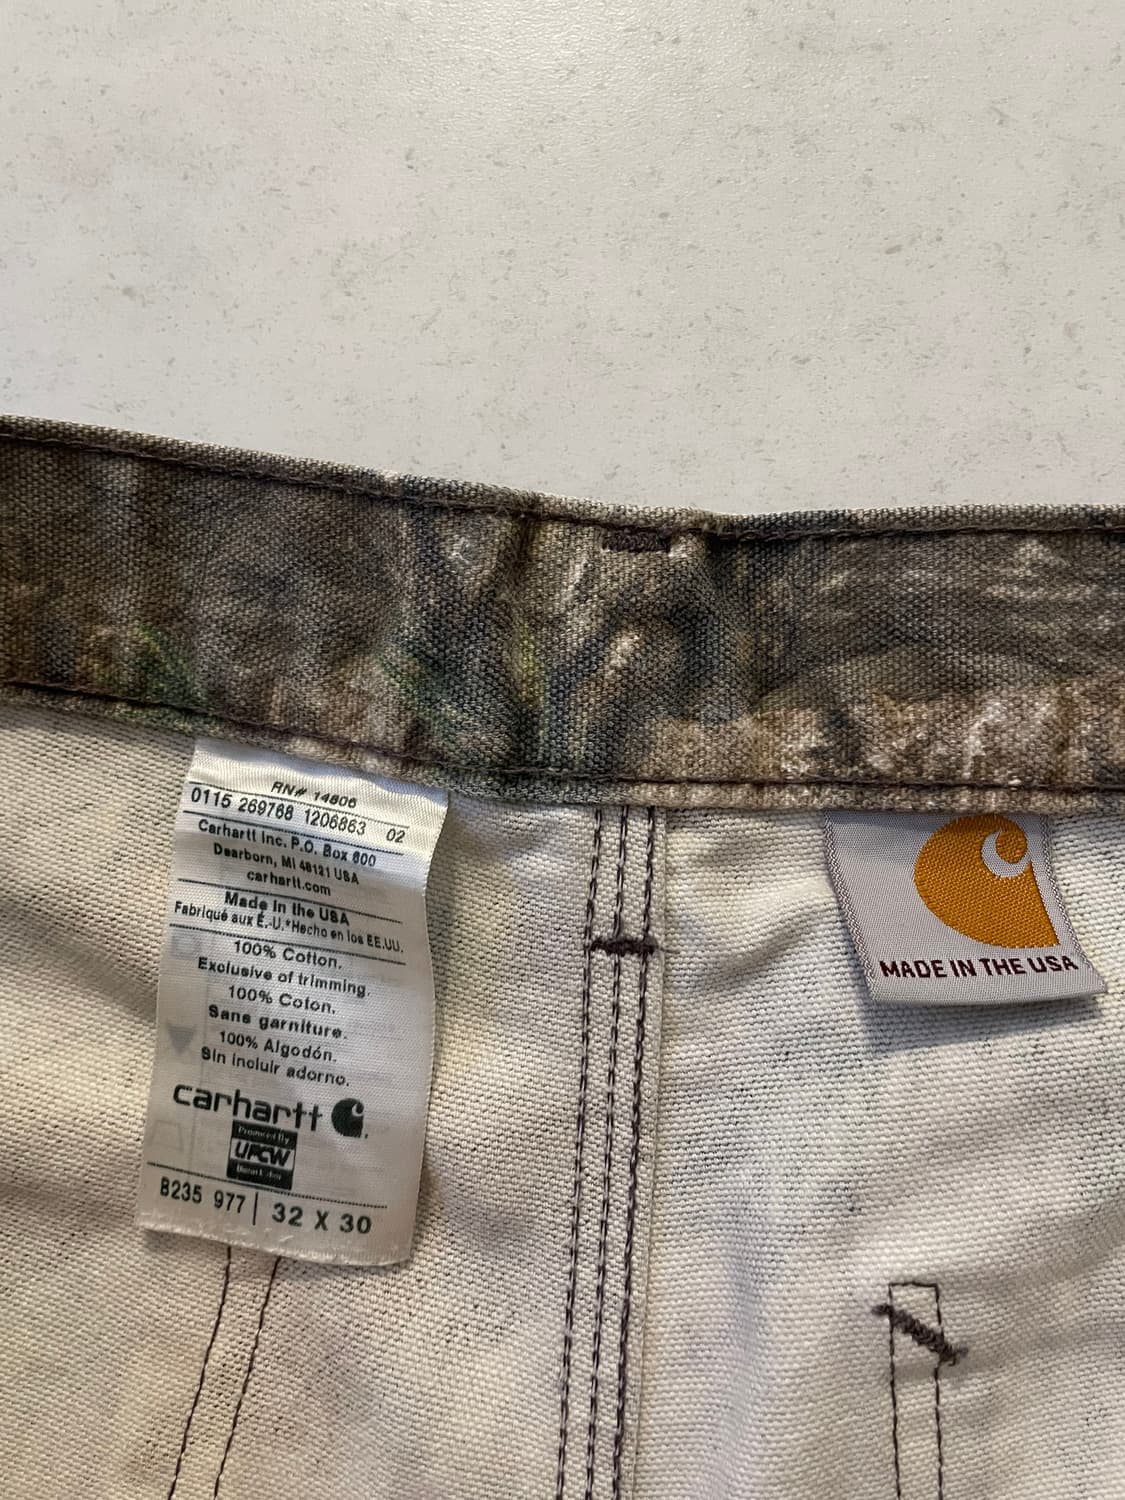 RN# 14806
0115 269768 1206863 02
Carhartt Inc. P.O. Box 600
Dearborn, MI 48121 USA
carhartt.com
Made in the USA
Fabriqué aux É.-U.*Hecho en los EE.UU.
100% Cotton.
Exclusive of trimming.
100% Coton.
Sans garniture.
100% Algodón.
Sin incluir adorno.
carhartt
Produced By
UFCW
B235 977 | 32 X 30
MADE IN THE USA